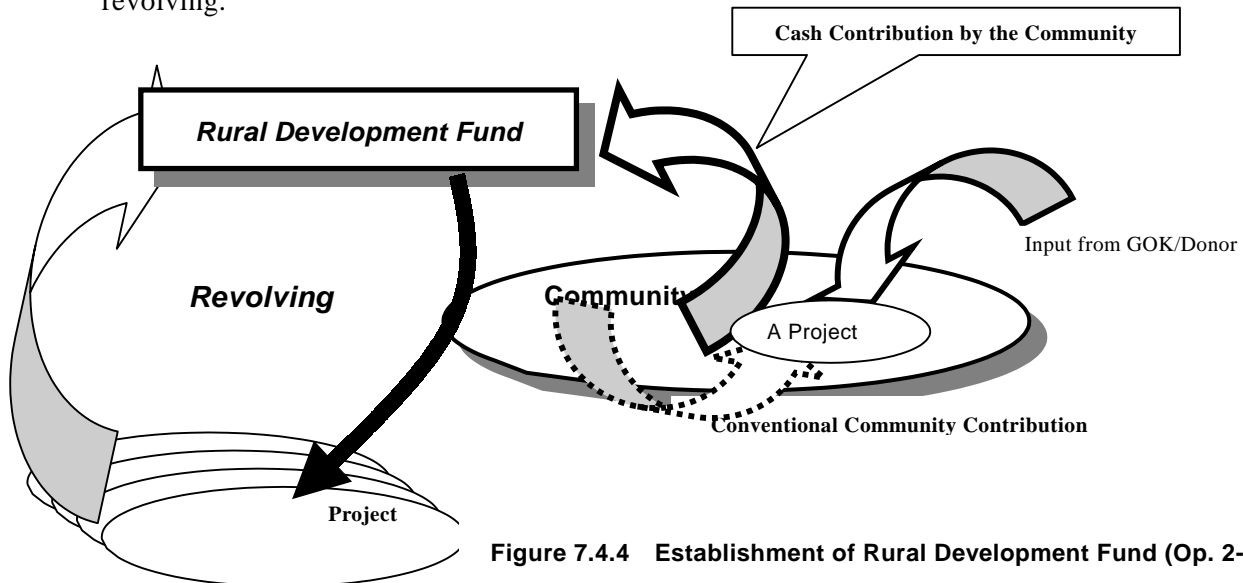 revolving.
Cash Contribution by the Community
Rural Development Fund
Input from GOK/Donor
Revolving
Community
A Project
Conventional Community Contribution
Project
Figure 7.4.4 Establishment of Rural Development Fund (Op. 2-